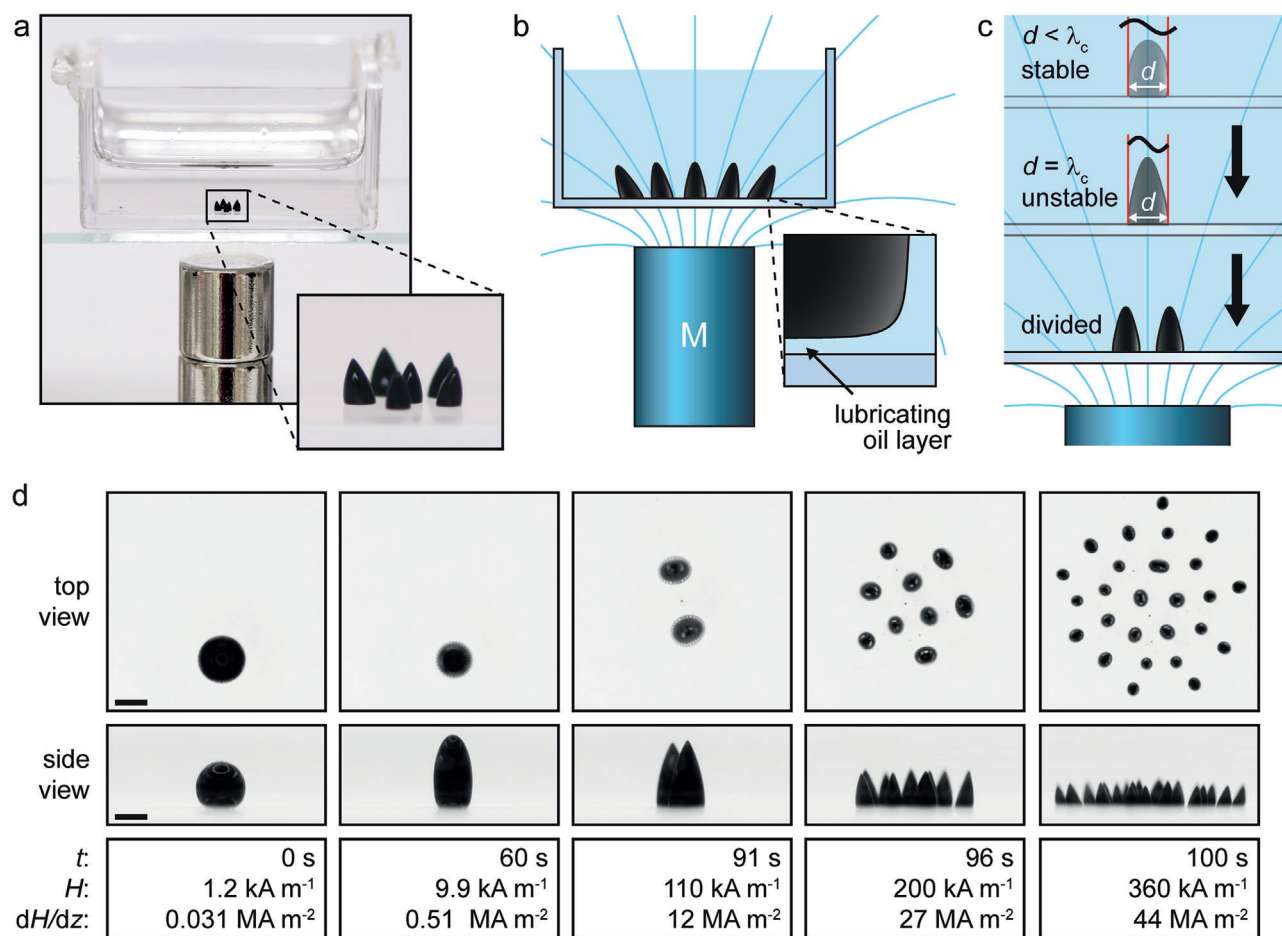 a
b
c
d < λc
stable
d
d = λc
unstable
d
divided
M
lubricating
oil layer
d
top
view
side
view
t: 0 s 60 s 91 s 96 s 100 s
H: 1.2 kA m⁻¹ 9.9 kA m⁻¹ 110 kA m⁻¹ 200 kA m⁻¹ 360 kA m⁻¹
dH/dz: 0.031 MA m⁻² 0.51 MA m⁻² 12 MA m⁻² 27 MA m⁻² 44 MA m⁻²